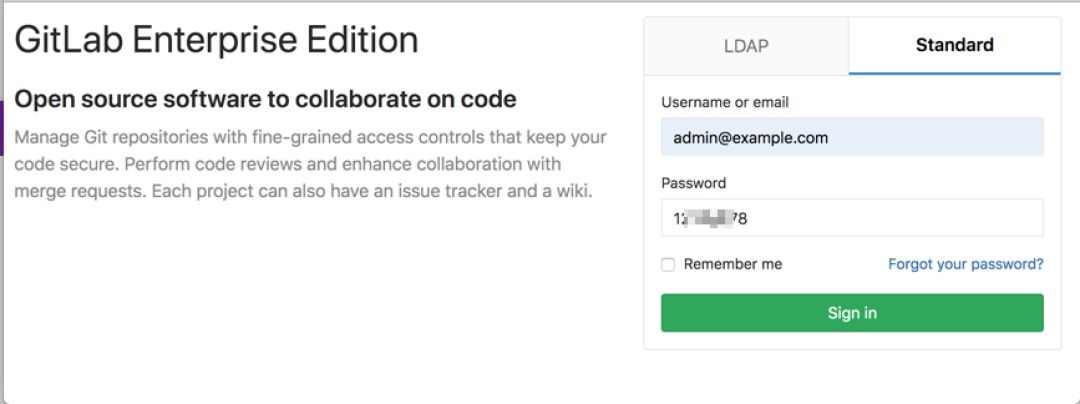 GitLab Enterprise Edition
Open source software to collaborate on code
Manage Git repositories with fine-grained access controls that keep your
code secure. Perform code reviews and enhance collaboration with
merge requests. Each project can also have an issue tracker and a wiki.
LDAP
Standard
Username or email
admin@example.com
Password
Remember me
Forgot your password?
Sign in